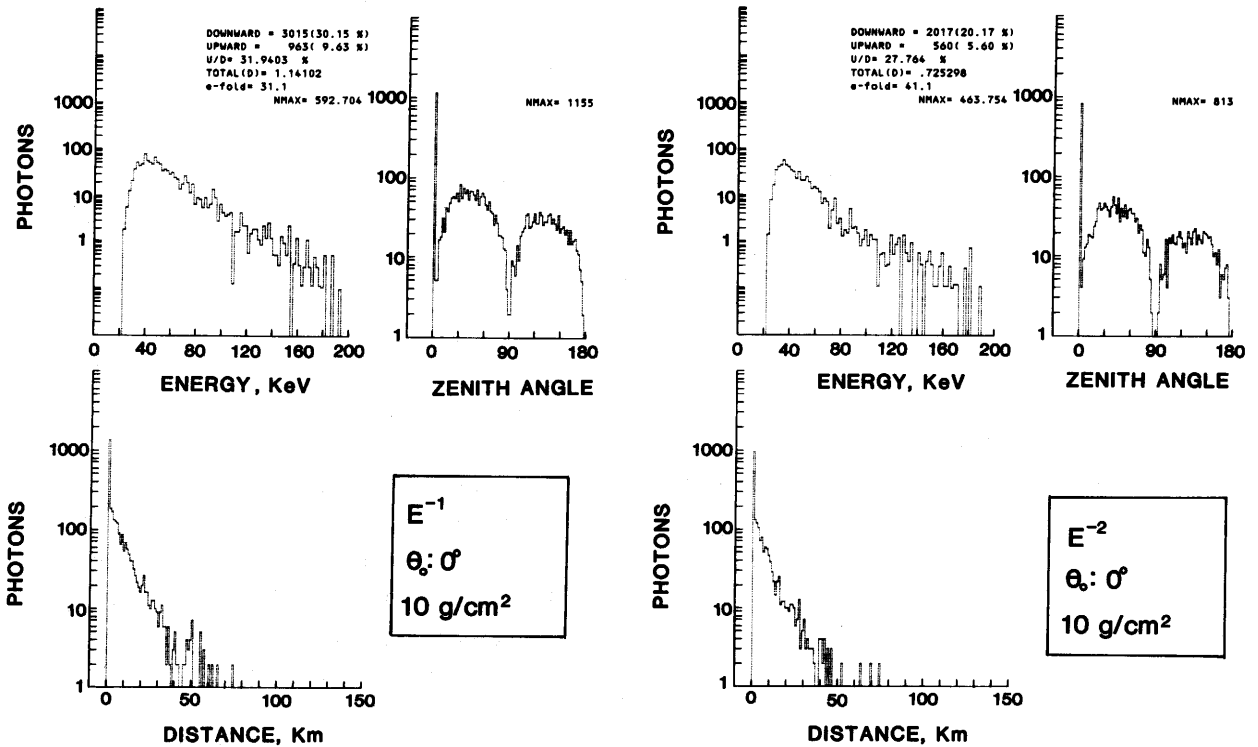 DOWNWARD = 3015(30.15 %)
UPWARD = 963( 9.63 %)
U/D= 31.9403 %
TOTAL(D)= 1.14102
e-fold= 31.1
NMAX= 592.704
1000
100
10
1
PHOTONS
0 40 80 120 160 200
ENERGY, KeV
NMAX= 1155
1000
100
10
1
0 90 180
ZENITH ANGLE
DOWNWARD = 2017(20.17 %)
UPWARD = 560( 5.60 %)
U/D= 27.764 %
TOTAL(D)= .725298
e-fold= 41.1
NMAX= 463.754
1000
100
10
1
PHOTONS
0 40 80 120 160 200
ENERGY, KeV
NMAX= 813
1000
100
10
1
0 90 180
ZENITH ANGLE
1000
100
10
1
PHOTONS
0 50 100 150
DISTANCE, Km
E⁻¹
θ₀: 0°
10 g/cm²
1000
100
10
1
PHOTONS
0 50 100 150
DISTANCE, Km
E⁻²
θ₀: 0°
10 g/cm²